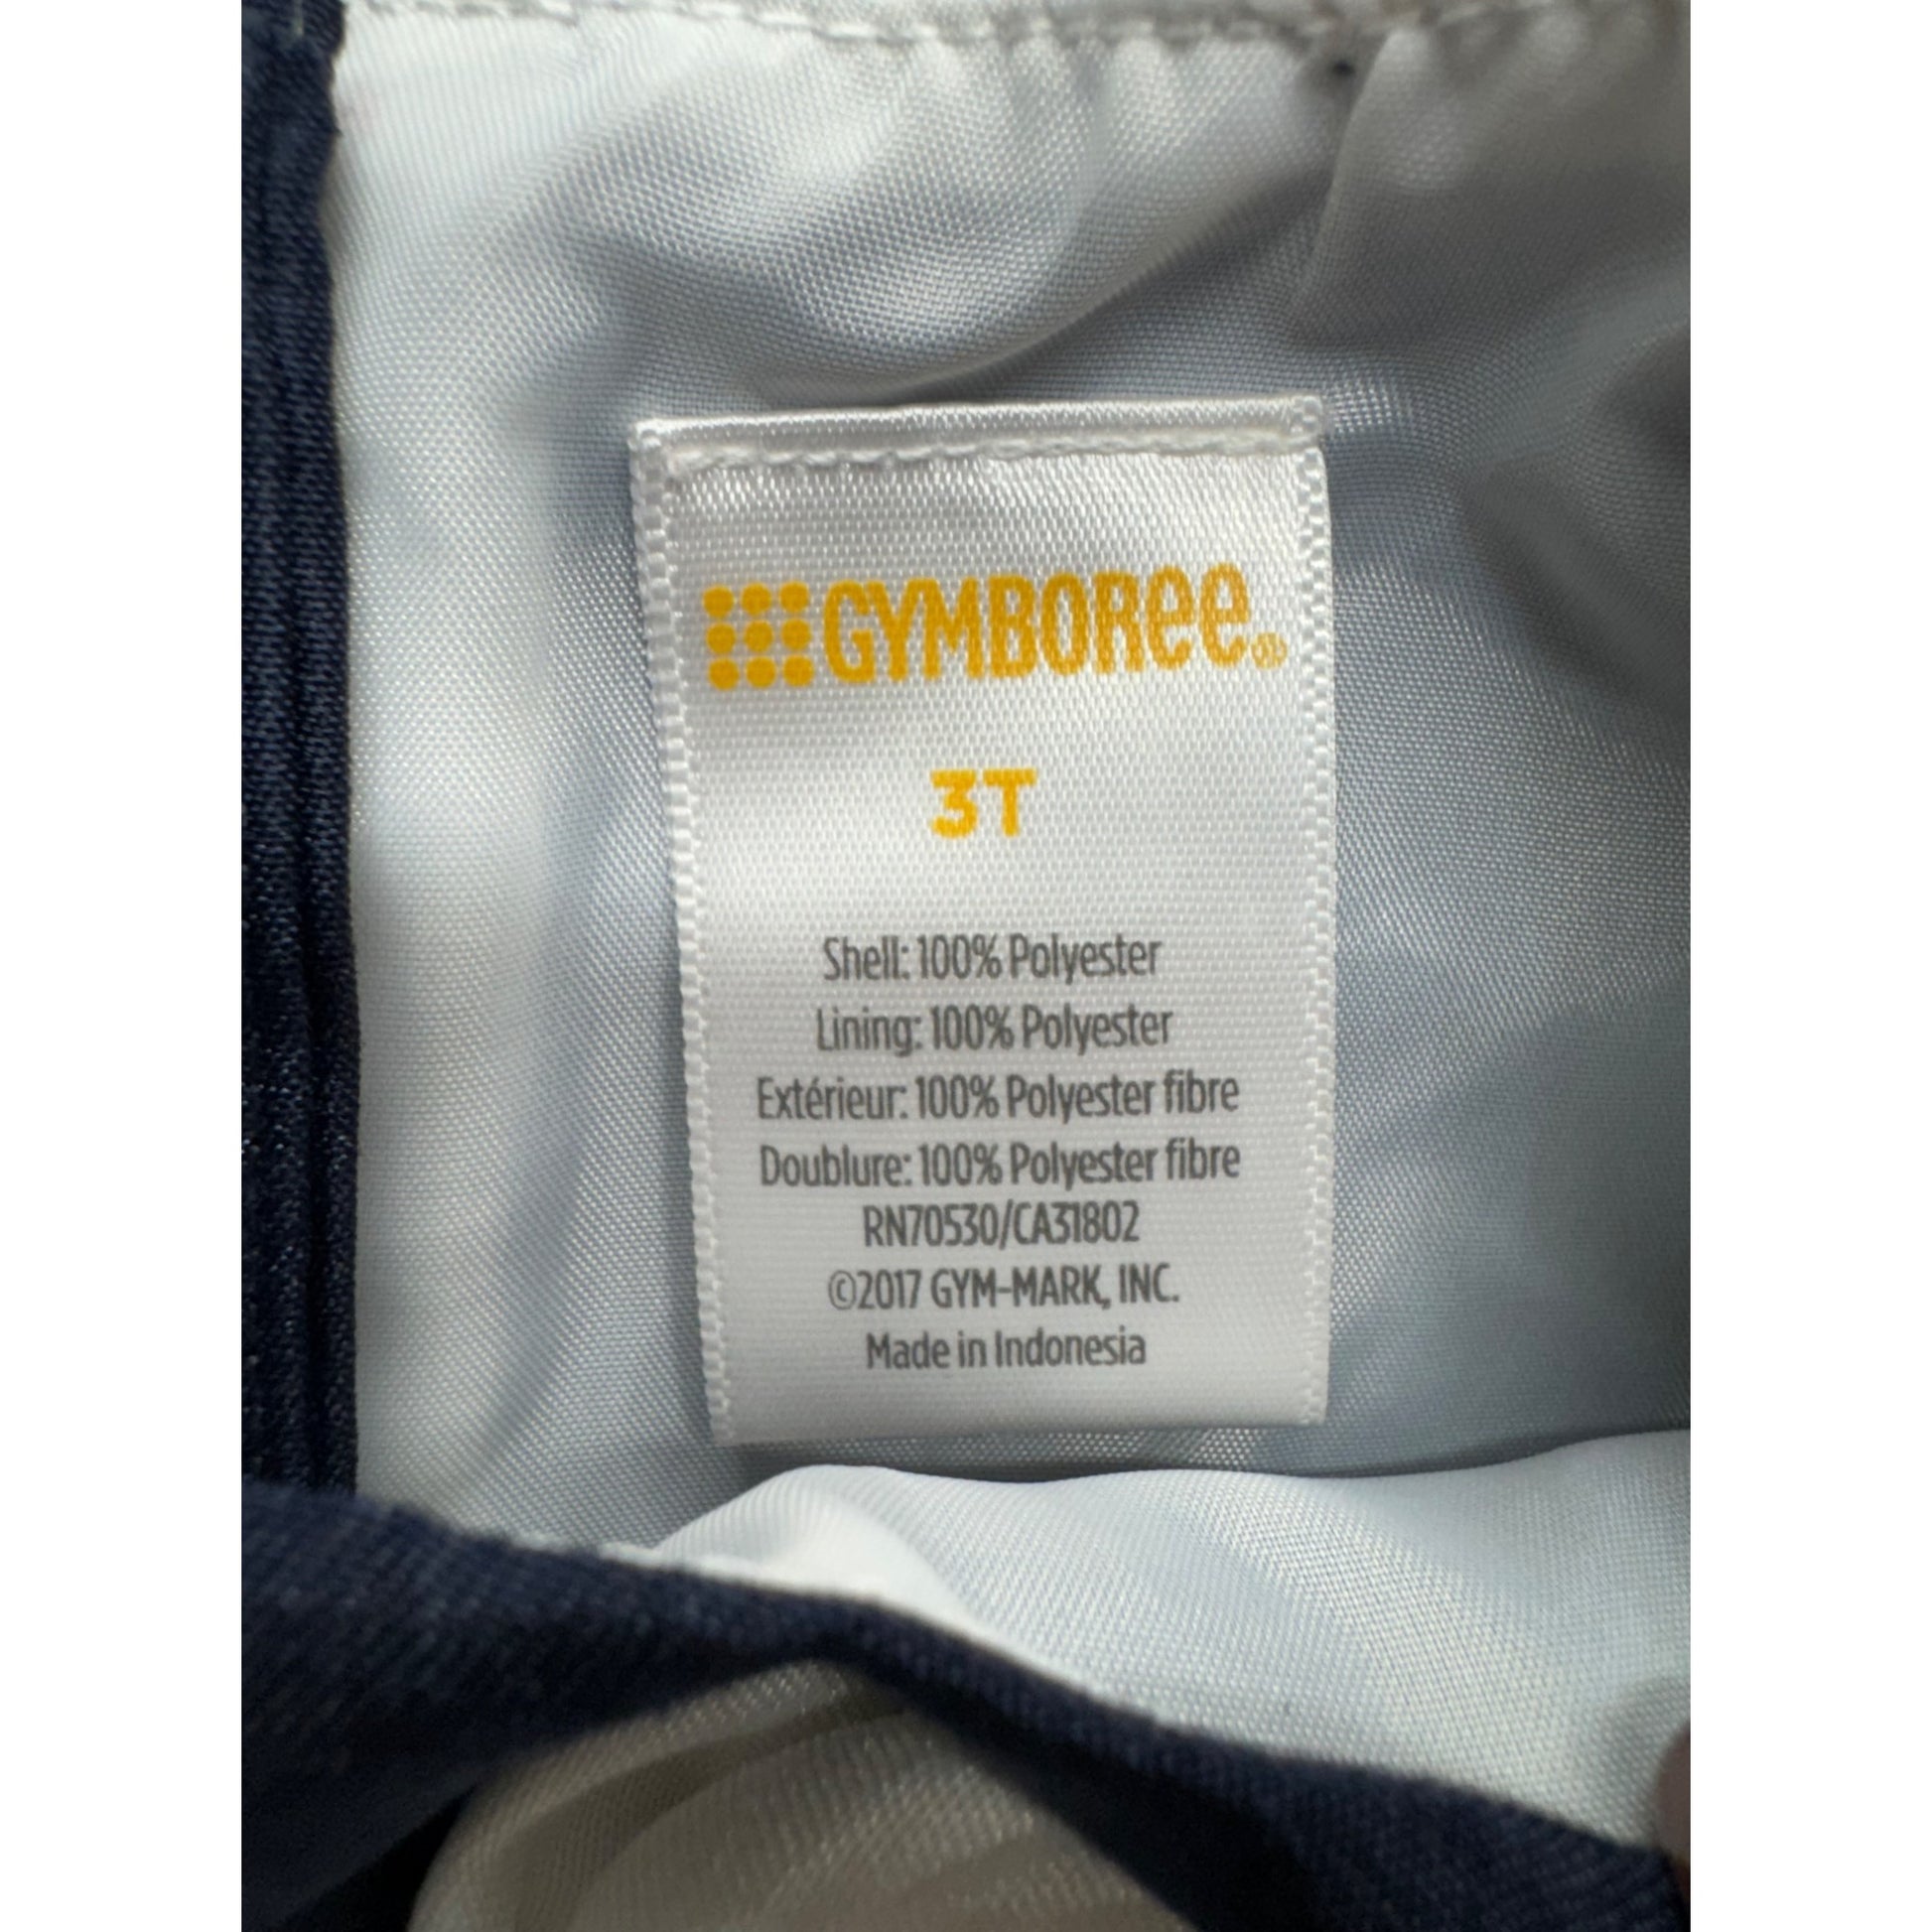 GYMBOREE®
3T
Shell: 100% Polyester
Lining: 100% Polyester
Extérieur: 100% Polyester fibre
Doublure: 100% Polyester fibre
RN70530/CA31802
©2017 GYM-MARK, INC.
Made in Indonesia